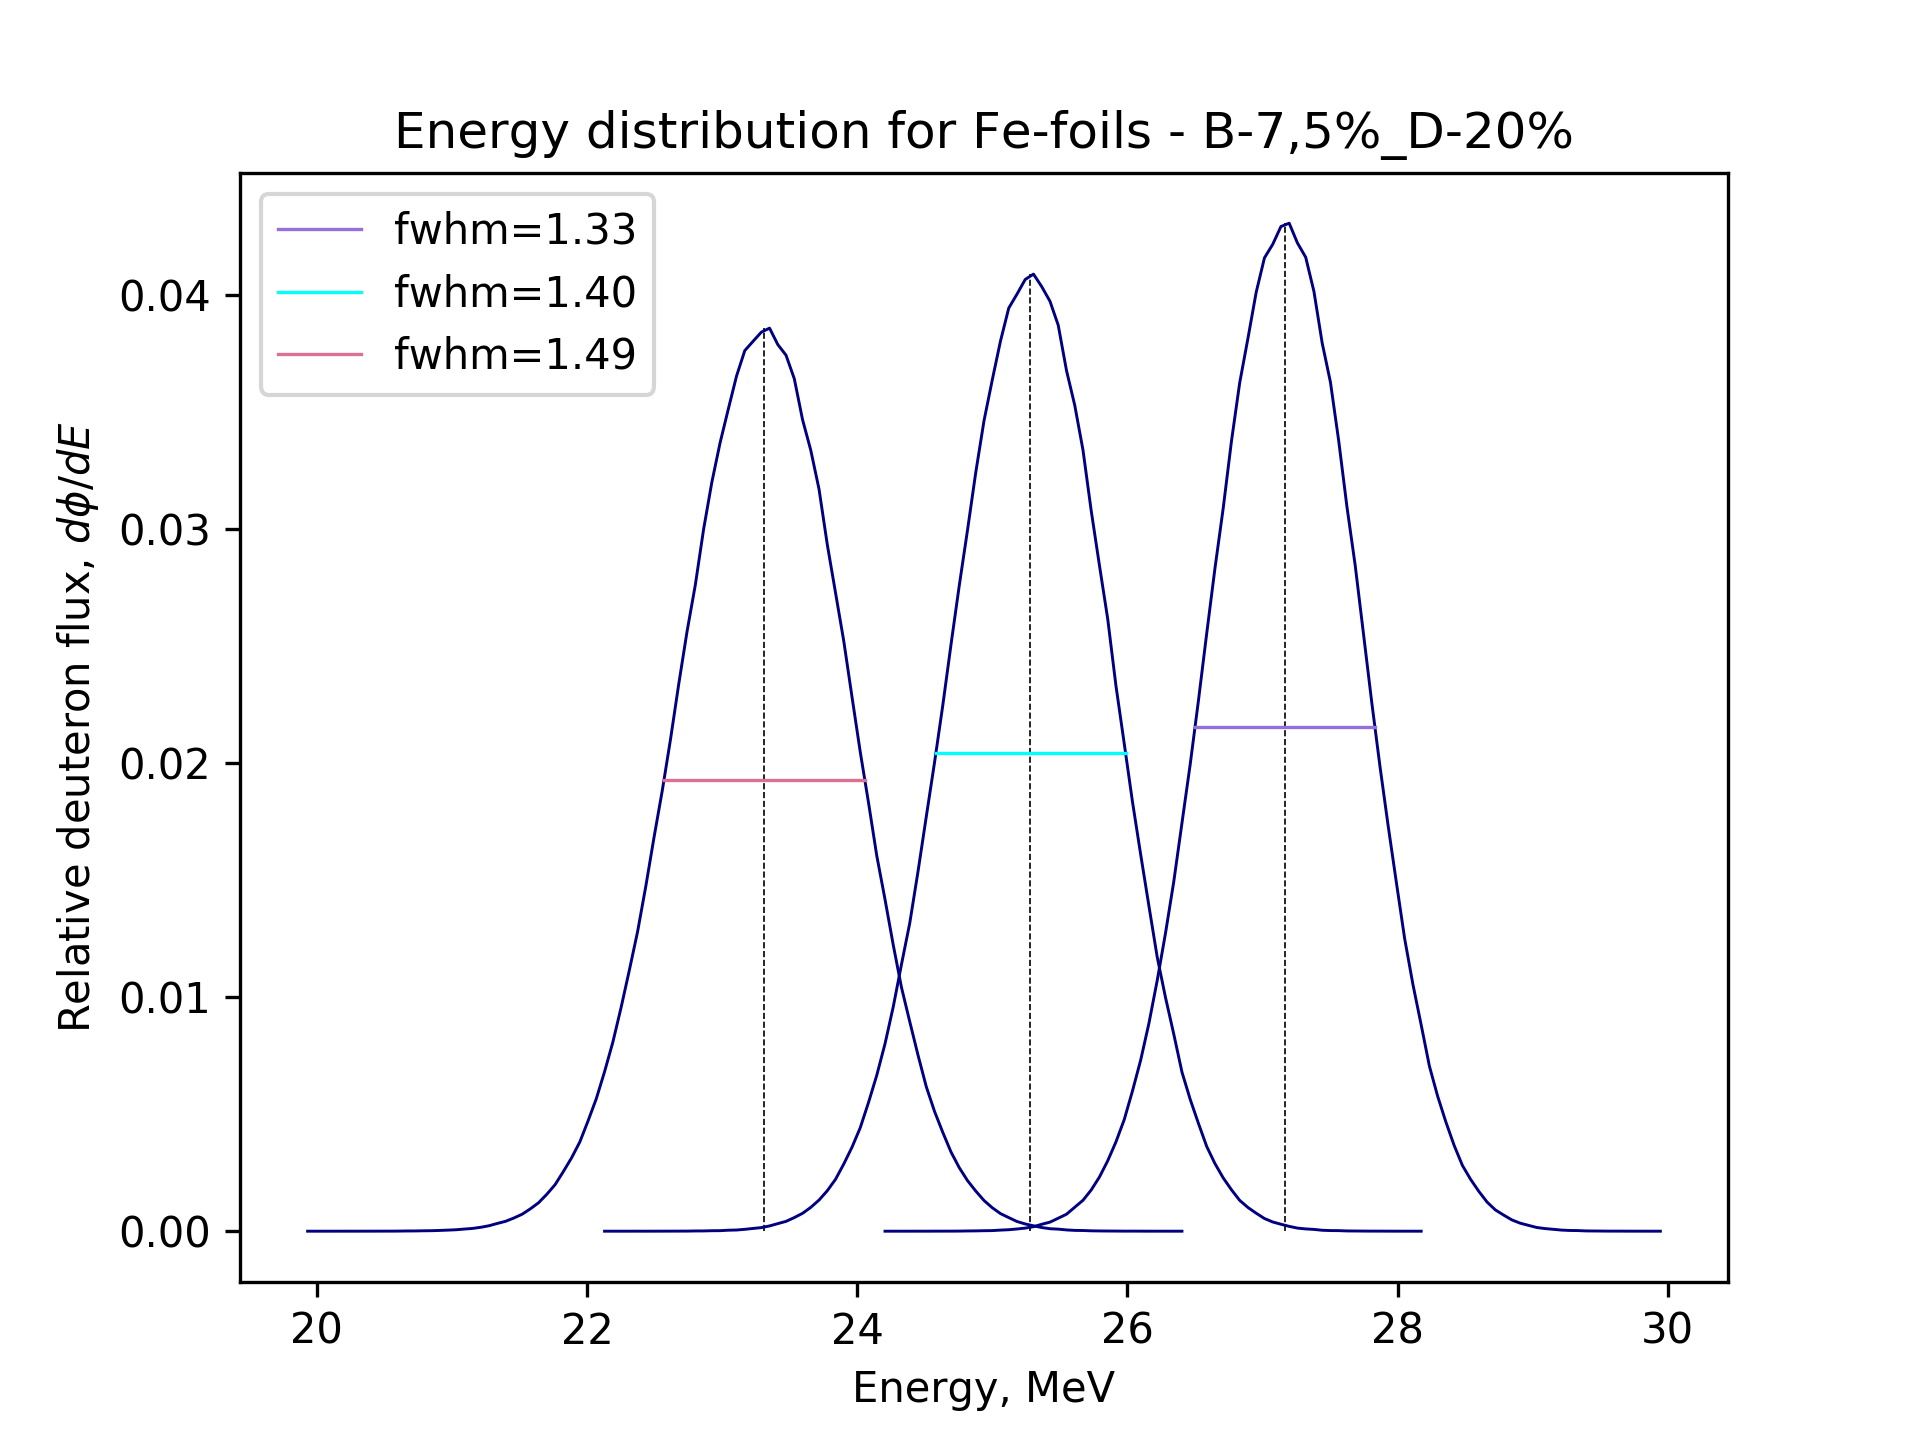 Energy distribution for Fe-foils - B-7,5%_D-20%
fwhm=1.33
fwhm=1.40
fwhm=1.49
Relative deuteron flux, dϕ/dE
0.04
0.03
0.02
0.01
0.00
20 22 24 26 28 30
Energy, MeV